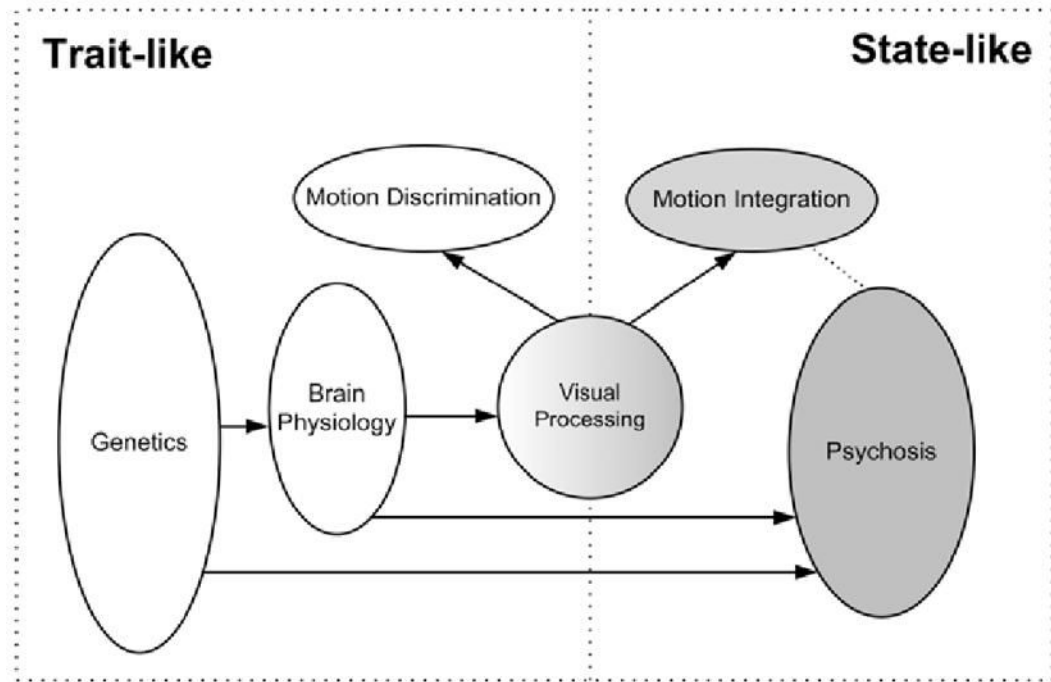 Trait-like
State-like
Motion Discrimination
Motion Integration
Genetics
Brain
Physiology
Visual
Processing
Psychosis